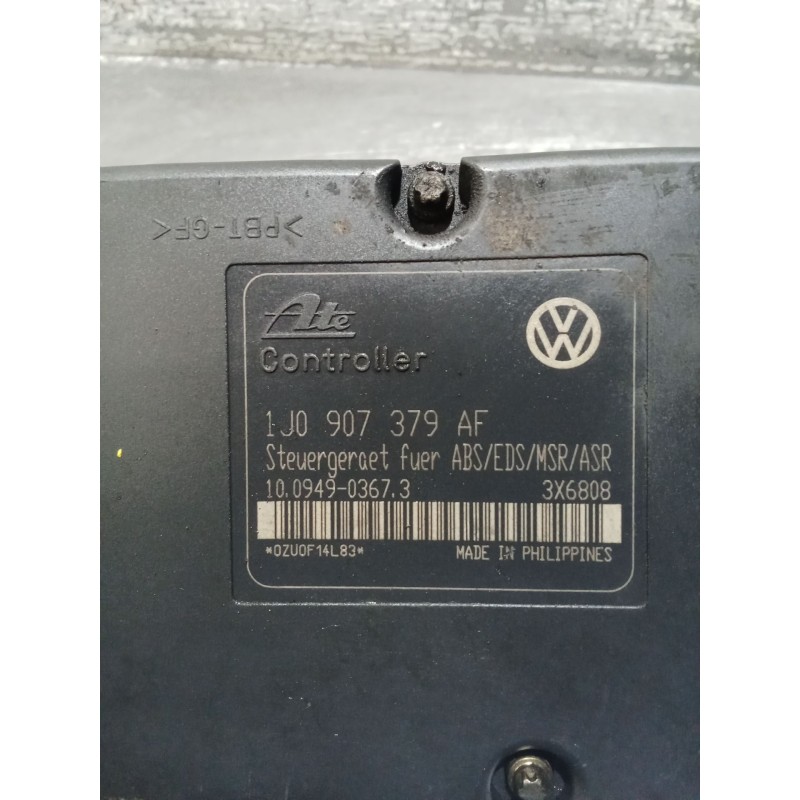 >PBT-GF<
Ate
Controller
1J0 907 379 AF
Steuergeraet fuer ABS/EDS/MSR/ASR
10.0949-0367.3 3X6808
*0ZU0F14L83* MADE IN PHILIPPINES